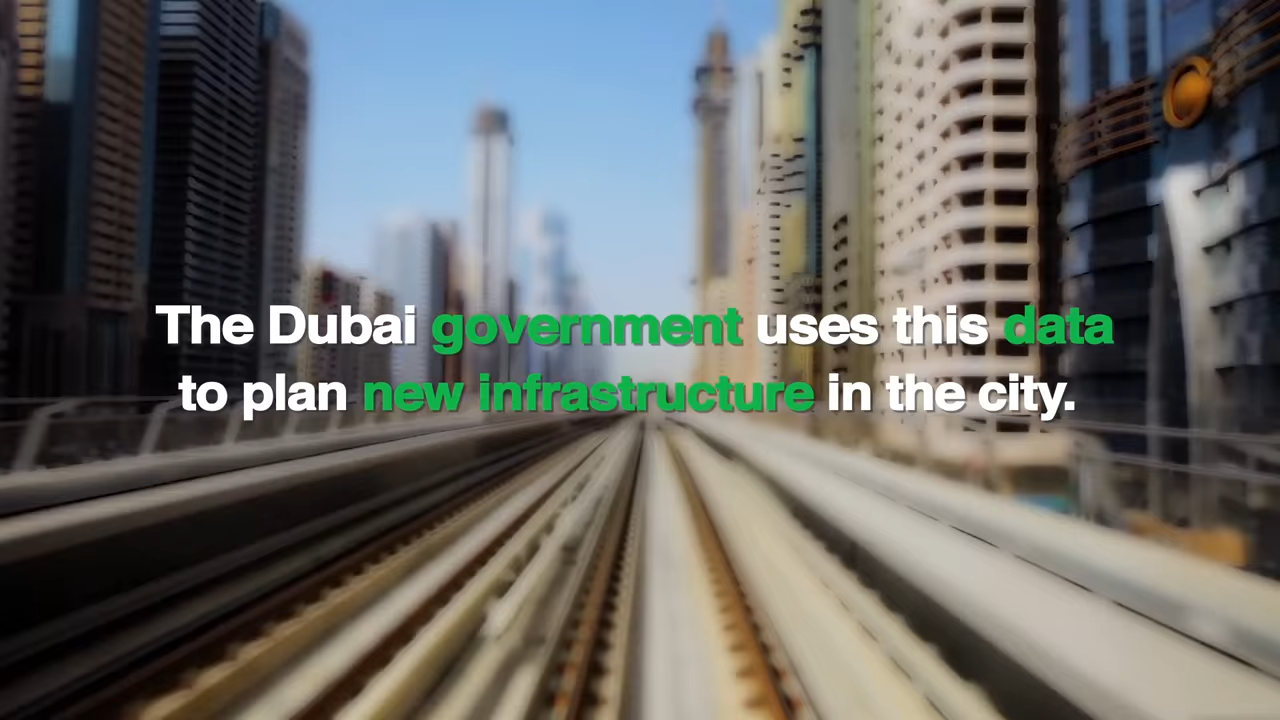 The Dubai government uses this data
to plan new infrastructure in the city.